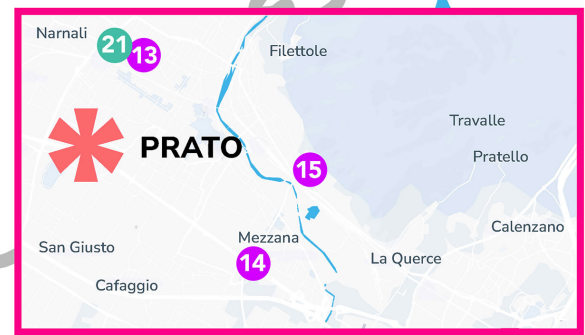 Narnali
21
13
Filettole
Travalle
PRATO
Pratello
15
Calenzano
Mezzana
San Giusto
La Querce
14
Cafaggio